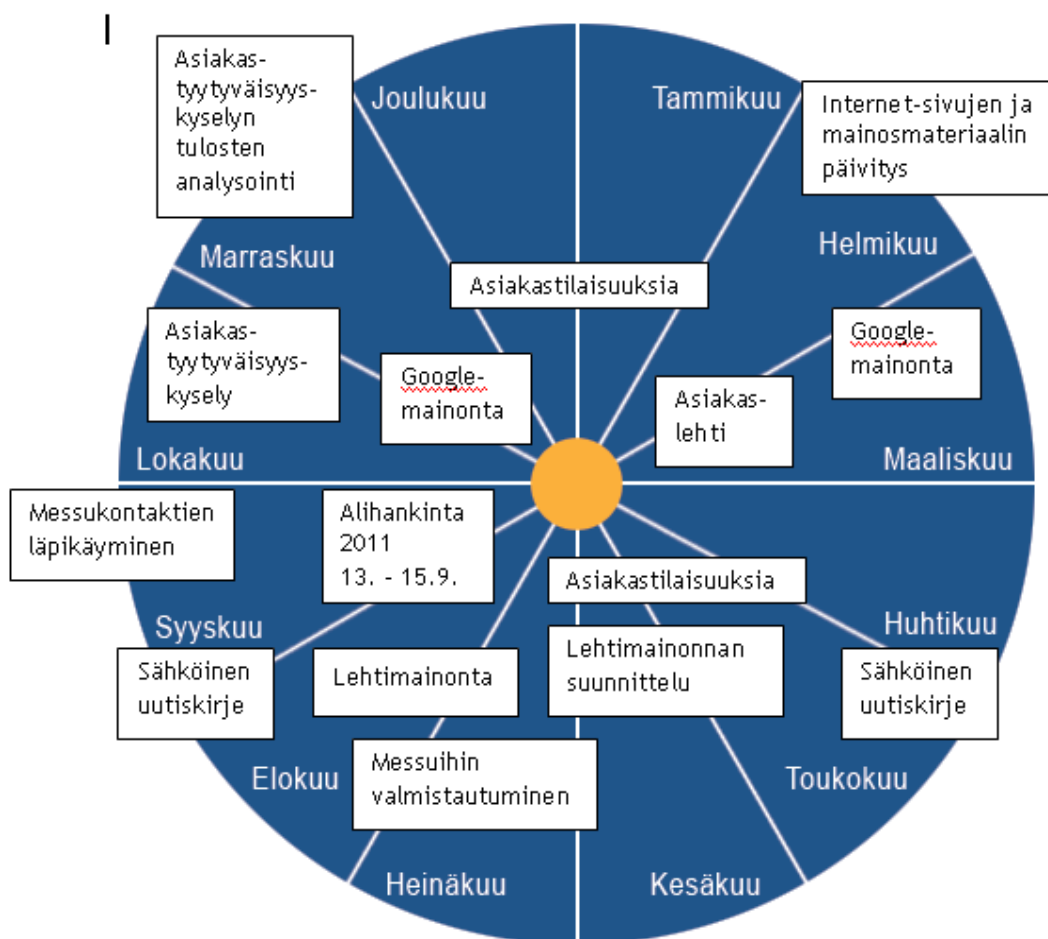 Asiakas-
tyytyväisyys-
kyselyn
tulosten
analysointi
Joulukuu
Tammikuu
Internet-sivujen ja
mainosmateriaalin
päivitys
Marraskuu
Helmikuu
Asiakastilaisuuksia
Asiakas-
tyytyväisyys-
kysely
Google-
mainonta
Google-
mainonta
Asiakas-
lehti
Lokakuu
Maaliskuu
Messukontaktien
läpikäyminen
Alihankinta
2011
13. - 15.9.
Asiakastilaisuuksia
Syyskuu
Huhtikuu
Sähköinen
uutiskirje
Lehtimainonta
Lehtimainonnan
suunnittelu
Sähköinen
uutiskirje
Elokuu
Messuihin
valmistautuminen
Toukokuu
Heinäkuu
Kesäkuu